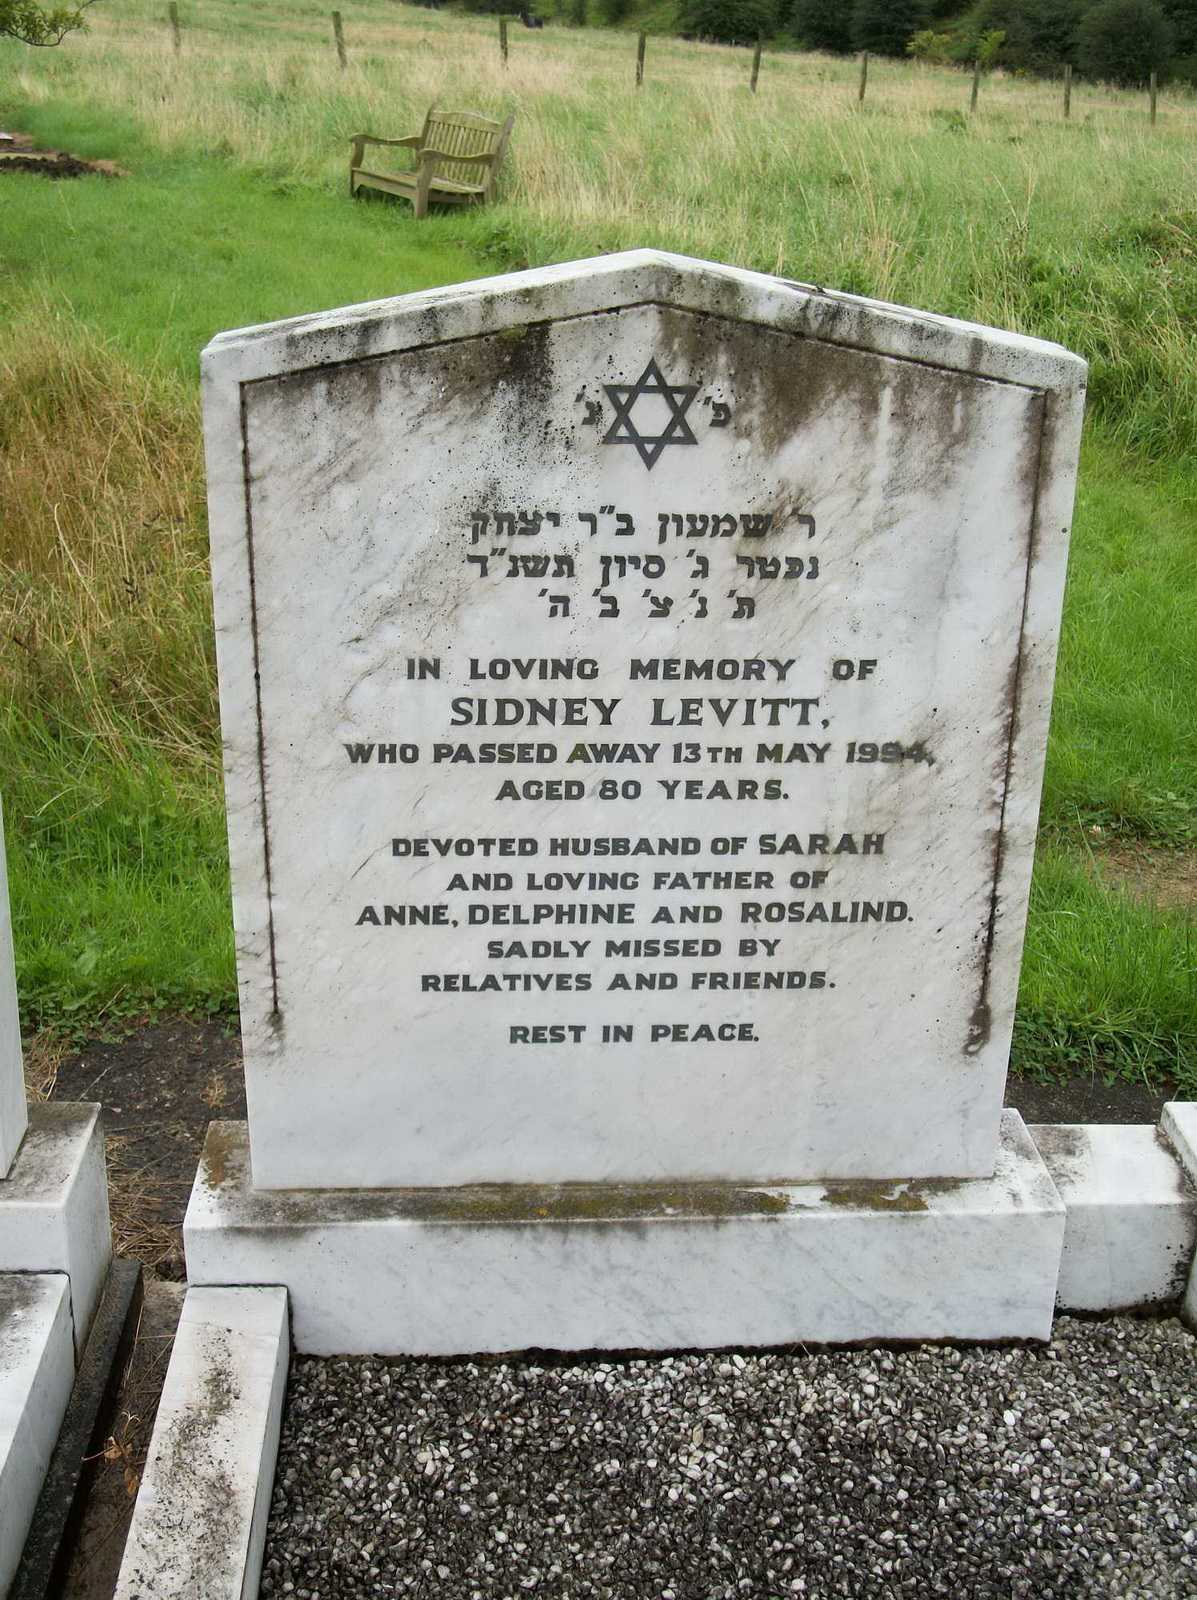 פ' נ'
ר' שמעון ב"ר יצחק
נפטר ג' סיון תשנ"ד
ת' נ' צ' ב' ה'
IN LOVING MEMORY OF
SIDNEY LEVITT,
WHO PASSED AWAY 13TH MAY 1994,
AGED 80 YEARS.
DEVOTED HUSBAND OF SARAH
AND LOVING FATHER OF
ANNE, DELPHINE AND ROSALIND.
SADLY MISSED BY
RELATIVES AND FRIENDS.
REST IN PEACE.